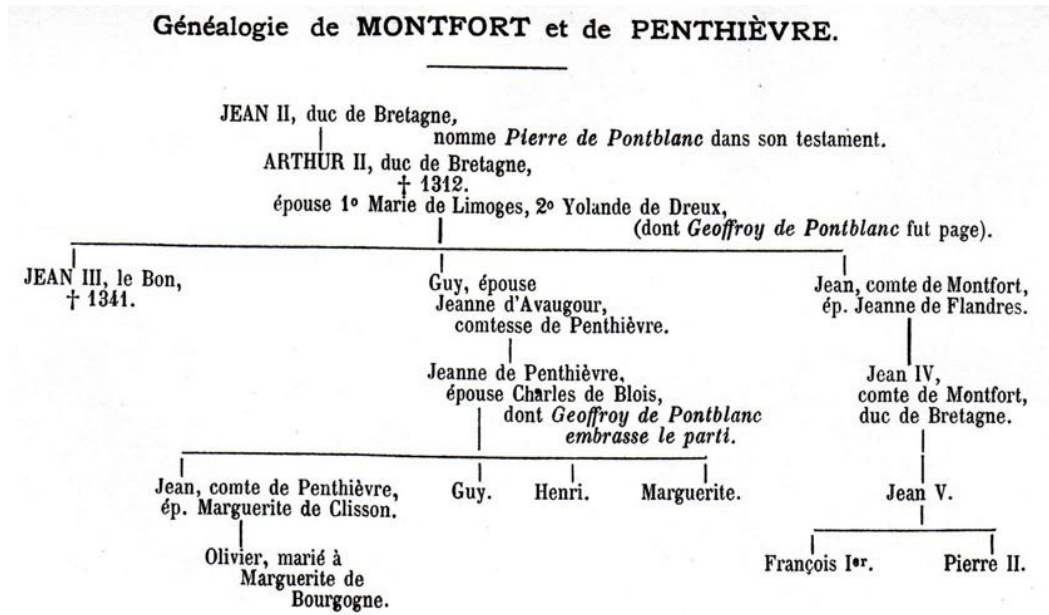 Généalogie de MONTFORT et de PENTHIÈVRE.
JEAN II, duc de Bretagne,
nomme Pierre de Pontblanc dans son testament.
ARTHUR II, duc de Bretagne,
† 1312.
épouse 1º Marie de Limoges, 2º Yolande de Dreux,
(dont Geoffroy de Pontblanc fut page).
JEAN III, le Bon,
† 1341.
Guy, épouse
Jeanne d'Avaugour,
comtesse de Penthièvre.
Jean, comte de Montfort,
ép. Jeanne de Flandres.
Jeanne de Penthièvre,
épouse Charles de Blois,
dont Geoffroy de Pontblanc
embrasse le parti.
Jean IV,
comte de Montfort,
duc de Bretagne.
Jean, comte de Penthièvre,
ép. Marguerite de Clisson.
Guy.
Henri.
Marguerite.
Jean V.
Olivier, marié à
Marguerite de
Bourgogne.
François Iᵉʳ.
Pierre II.